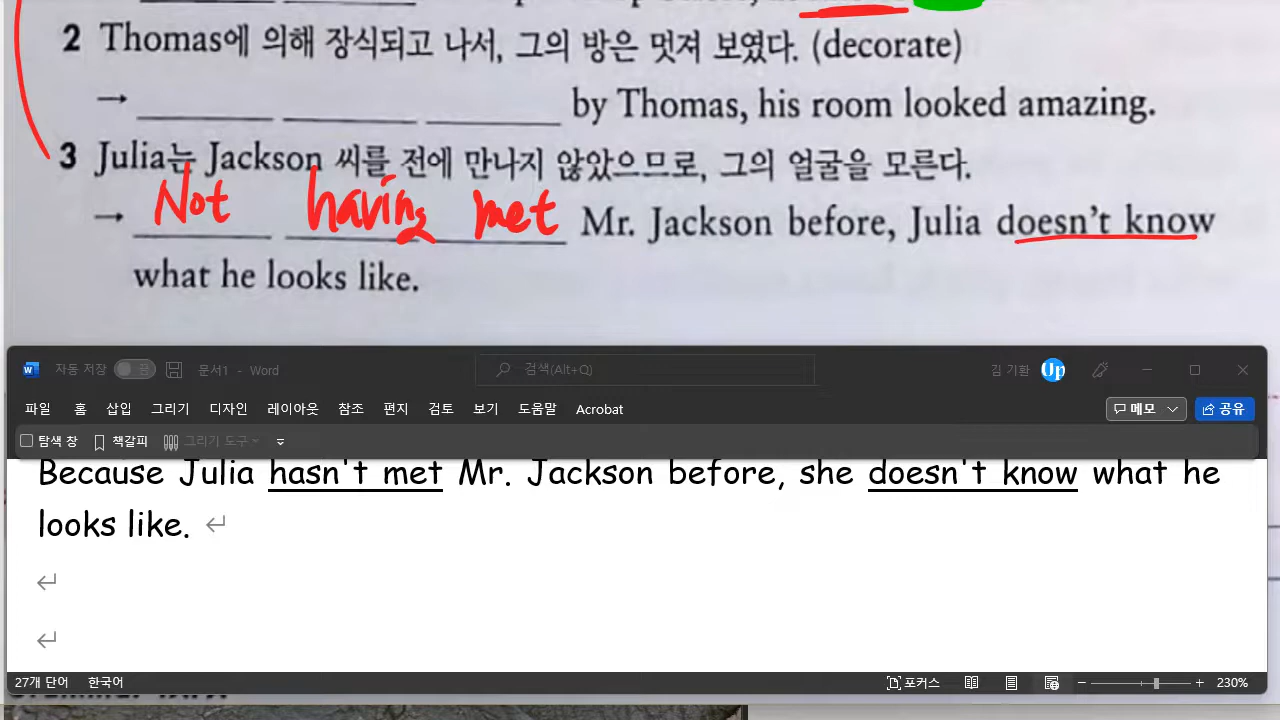 2 Thomas에 의해 장식되고 나서, 그의 방은 멋져 보였다. (decorate)
→ by Thomas, his room looked amazing.
3 Julia는 Jackson 씨를 전에 만나지 않았으므로, 그의 얼굴을 모른다.
→ Not having met Mr. Jackson before, Julia doesn't know
what he looks like.
자동 저장 문서1 - Word 검색(Alt+Q) 김 기환 Up
파일 홈 삽입 그리기 디자인 레이아웃 참조 편지 검토 보기 도움말 Acrobat 메모 공유
탐색 창 책갈피 그리기 도구
Because Julia hasn't met Mr. Jackson before, she doesn't know what he
looks like.
27개 단어 한국어 포커스 230%